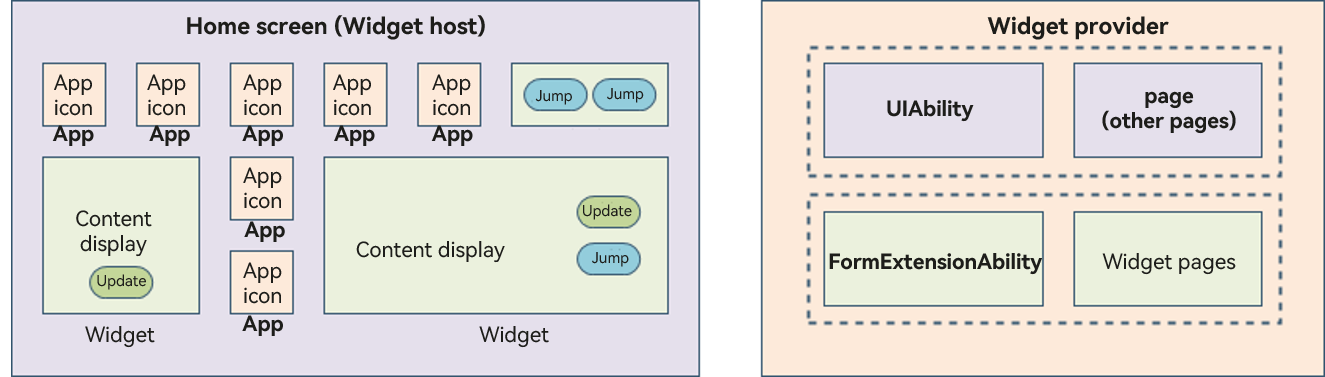 Home screen (Widget host)
App
icon
App
App
icon
App
App
icon
App
App
icon
App
App
icon
App
Jump
Jump
Content
display
Update
Widget
App
icon
App
App
icon
App
Content display
Update
Jump
Widget
Widget provider
UIAbility
page
(other pages)
FormExtensionAbility
Widget pages